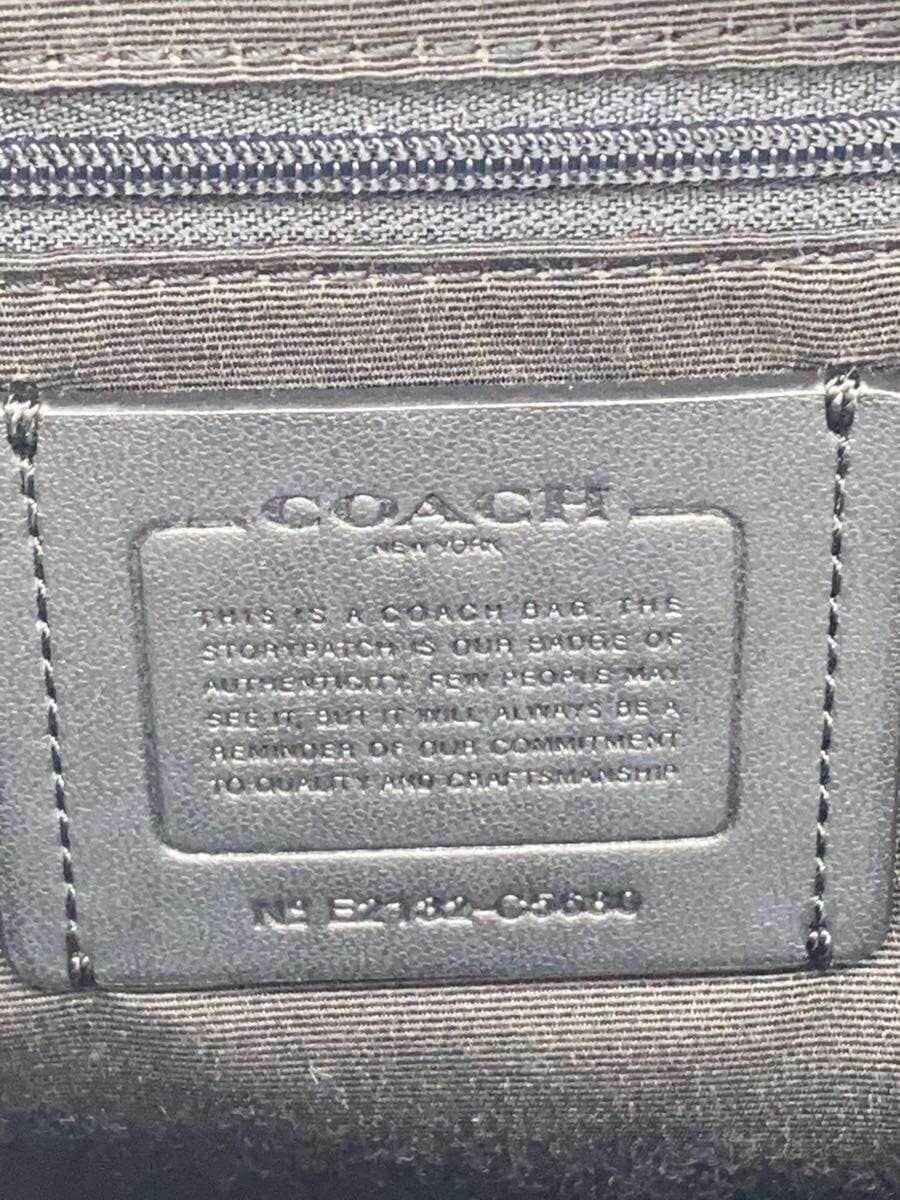 COACH
NEW YORK
THIS IS A COACH BAG. THE
STORYPATCH IS OUR BADGE OF
AUTHENTICITY. FEW PEOPLE MAY
SEE IT, BUT IT WILL ALWAYS BE A
REMINDER OF OUR COMMITMENT
TO QUALITY AND CRAFTSMANSHIP
Nº